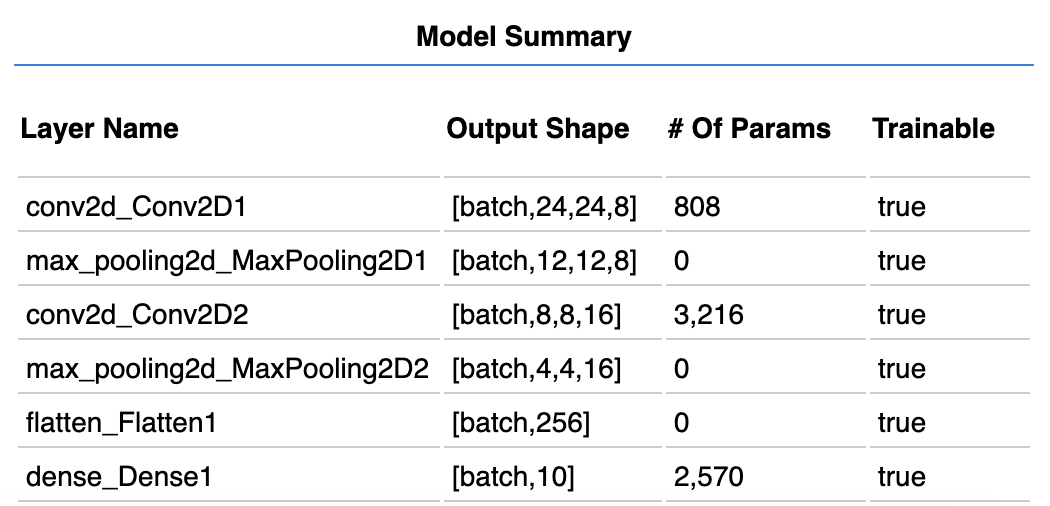 Model Summary
Layer Name Output Shape # Of Params Trainable
conv2d_Conv2D1 [batch,24,24,8] 808 true
max_pooling2d_MaxPooling2D1 [batch,12,12,8] 0 true
conv2d_Conv2D2 [batch,8,8,16] 3,216 true
max_pooling2d_MaxPooling2D2 [batch,4,4,16] 0 true
flatten_Flatten1 [batch,256] 0 true
dense_Dense1 [batch,10] 2,570 true